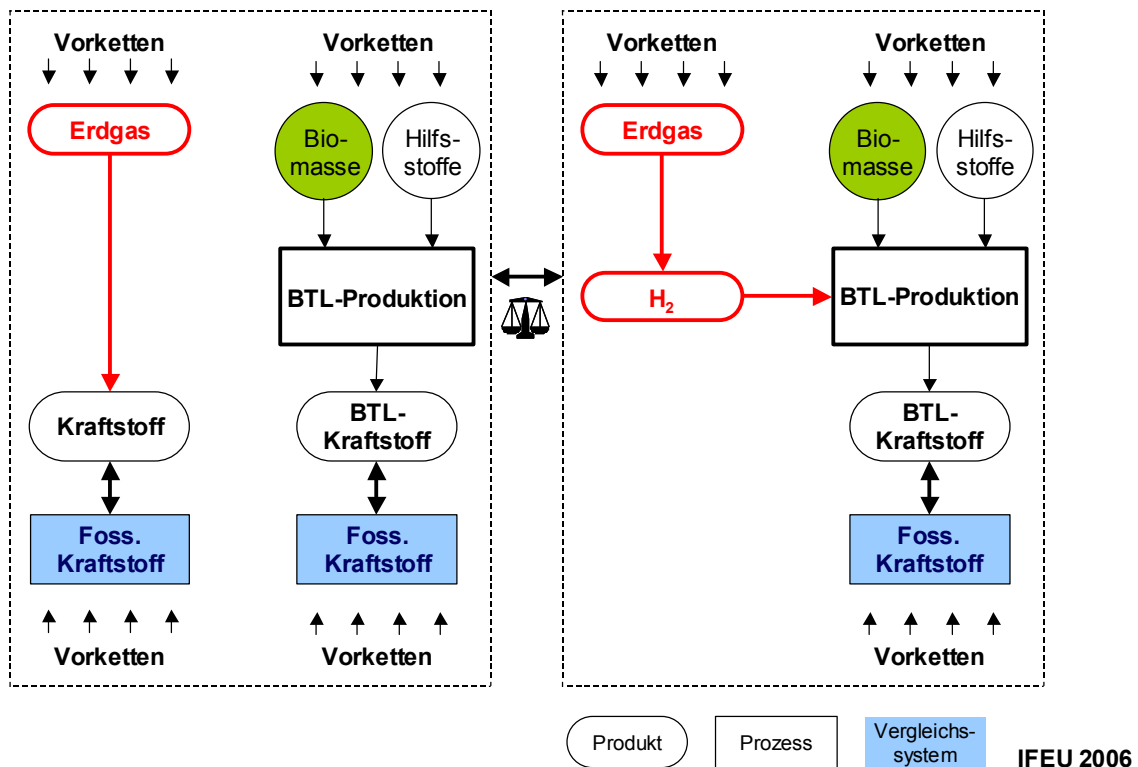 Vorketten
Vorketten
Erdgas
Bio-
masse
Hilfs-
stoffe
BTL-Produktion
Kraftstoff
BTL-
Kraftstoff
Foss.
Kraftstoff
Foss.
Kraftstoff
Vorketten
Vorketten
Vorketten
Vorketten
Erdgas
Bio-
masse
Hilfs-
stoffe
H₂
BTL-Produktion
BTL-
Kraftstoff
Foss.
Kraftstoff
Vorketten
Produkt
Prozess
Vergleichs-
system
IFEU 2006